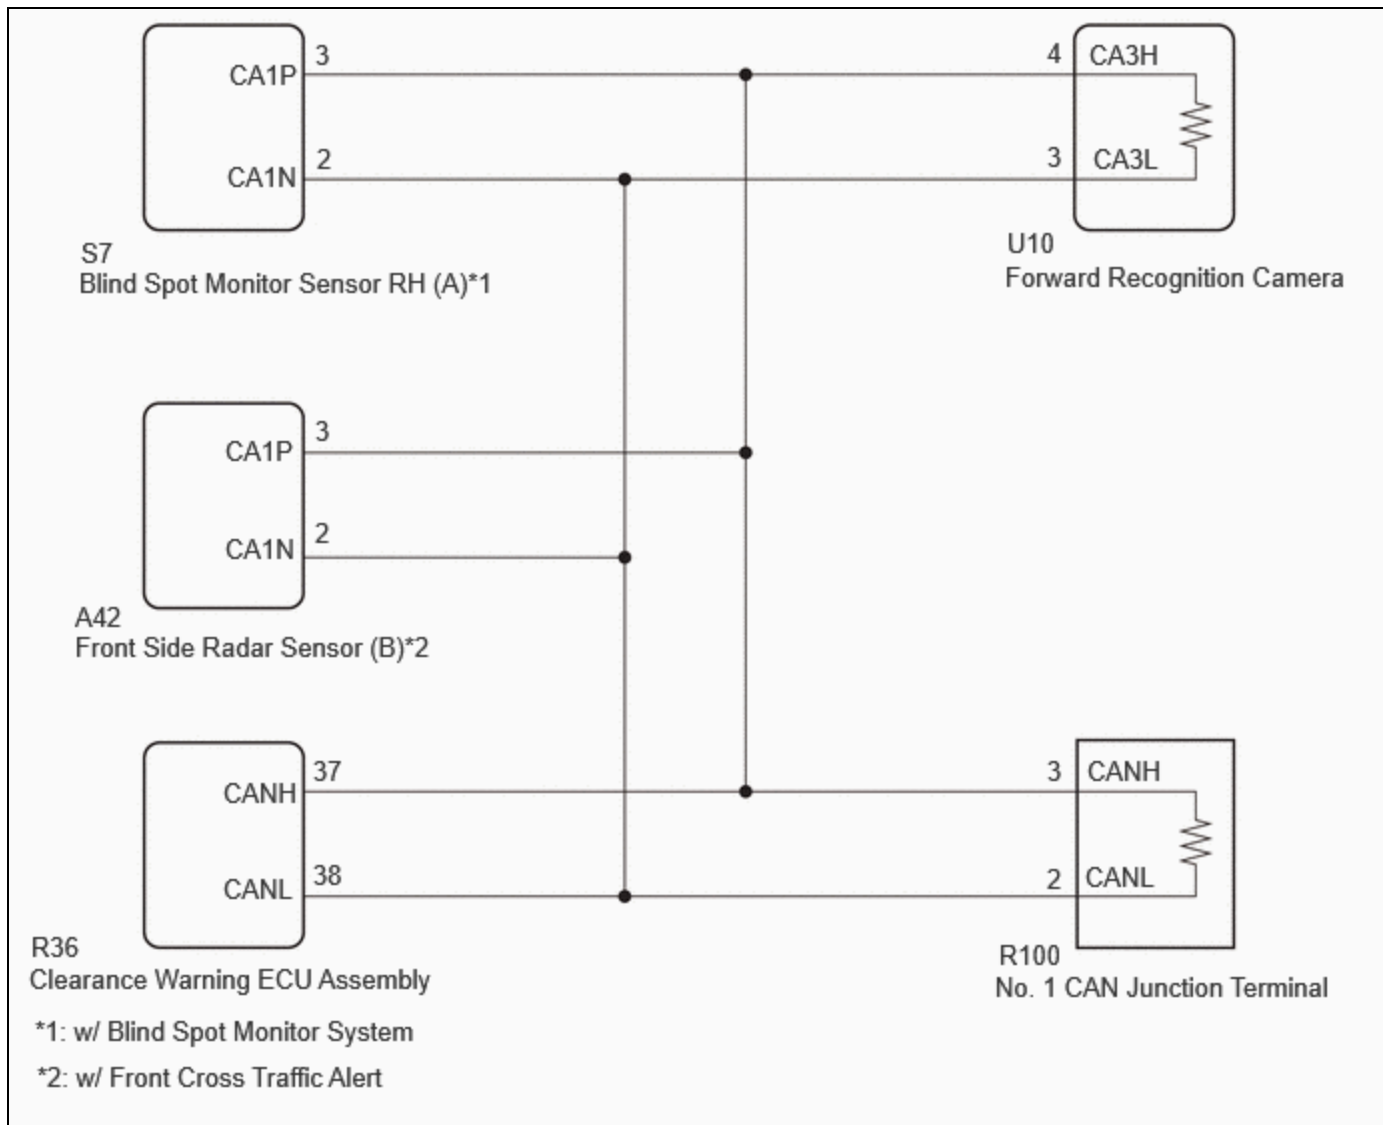 CA1P 3
CA1N 2
S7
Blind Spot Monitor Sensor RH (A)*1
4 CA3H
3 CA3L
U10
Forward Recognition Camera
CA1P 3
CA1N 2
A42
Front Side Radar Sensor (B)*2
CANH 37
CANL 38
R36
Clearance Warning ECU Assembly
3 CANH
2 CANL
R100
No. 1 CAN Junction Terminal
*1: w/ Blind Spot Monitor System
*2: w/ Front Cross Traffic Alert